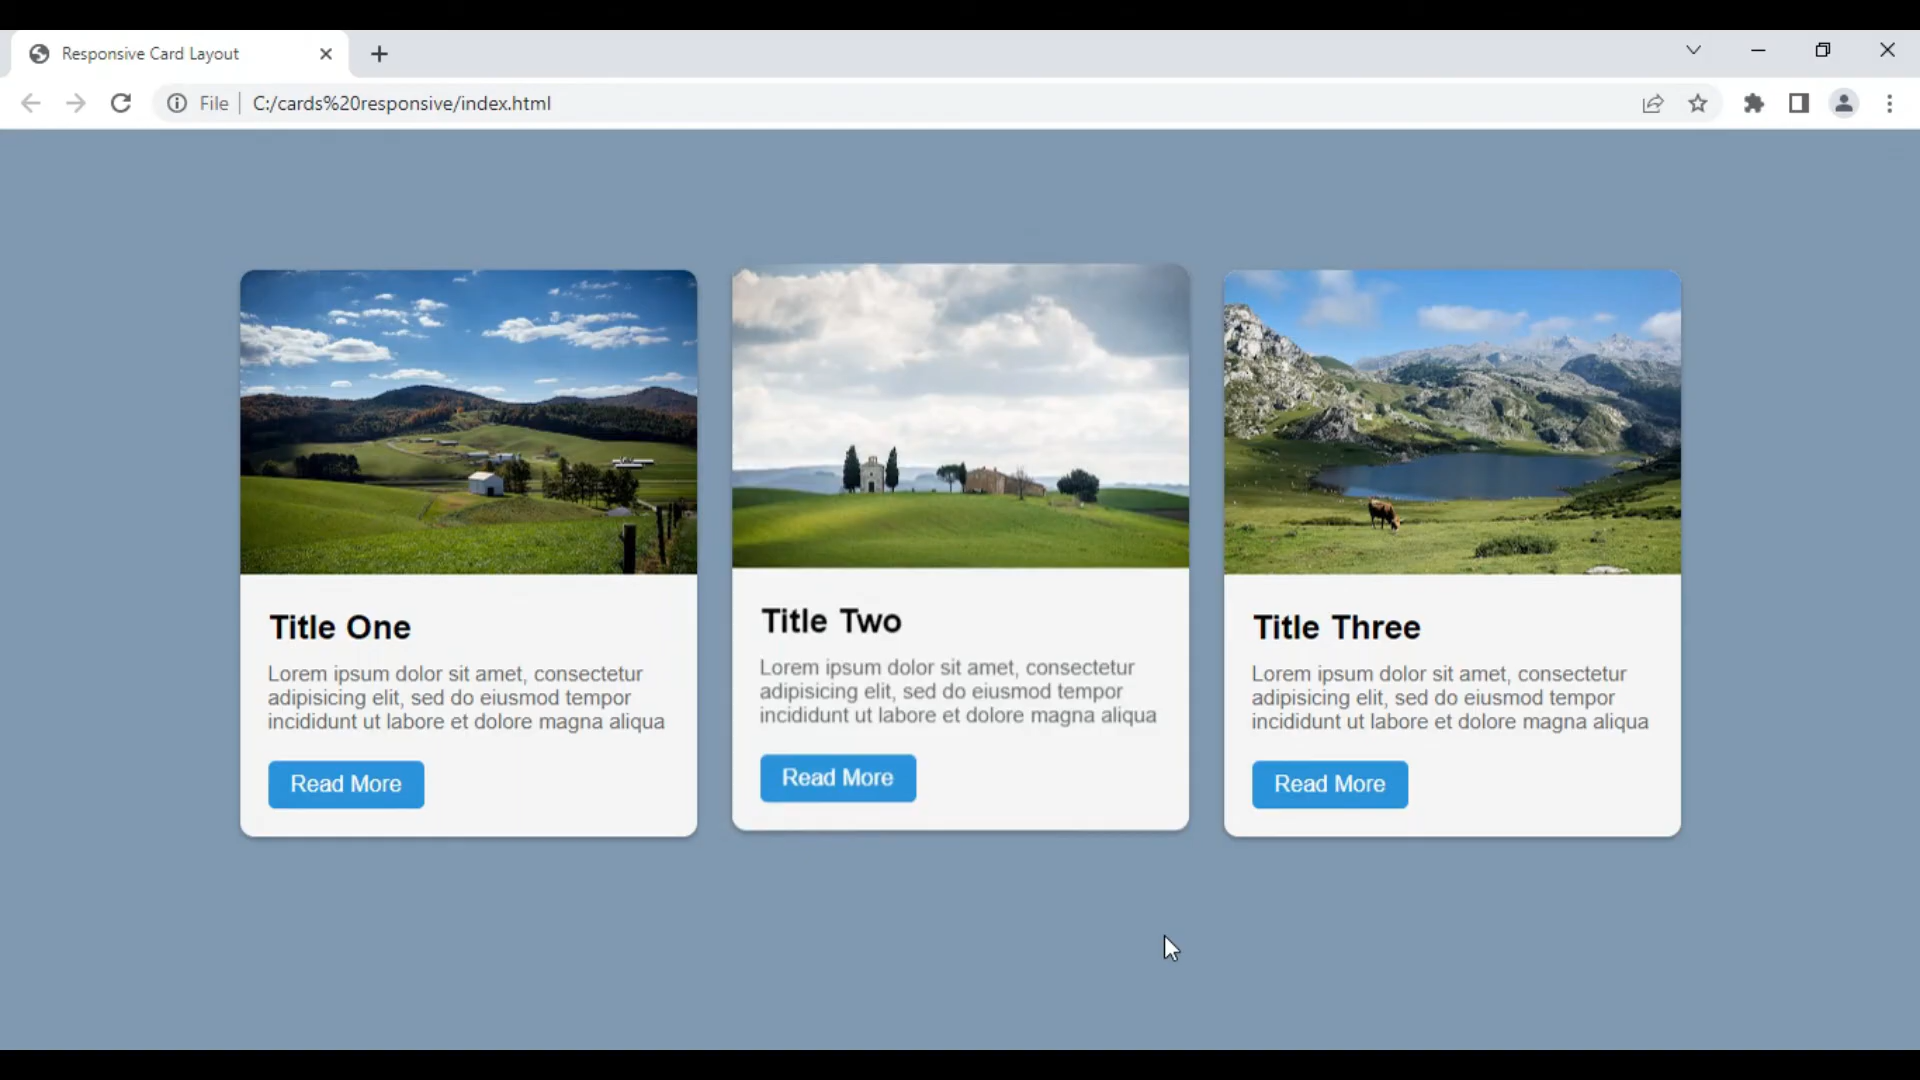 Responsive Card Layout
File
C:/cards%20responsive/index.html
Title One
Lorem ipsum dolor sit amet, consectetur
adipisicing elit, sed do eiusmod tempor
incididunt ut labore et dolore magna aliqua
Read More
Title Two
Lorem ipsum dolor sit amet, consectetur
adipisicing elit, sed do eiusmod tempor
incididunt ut labore et dolore magna aliqua
Read More
Title Three
Lorem ipsum dolor sit amet, consectetur
adipisicing elit, sed do eiusmod tempor
incididunt ut labore et dolore magna aliqua
Read More